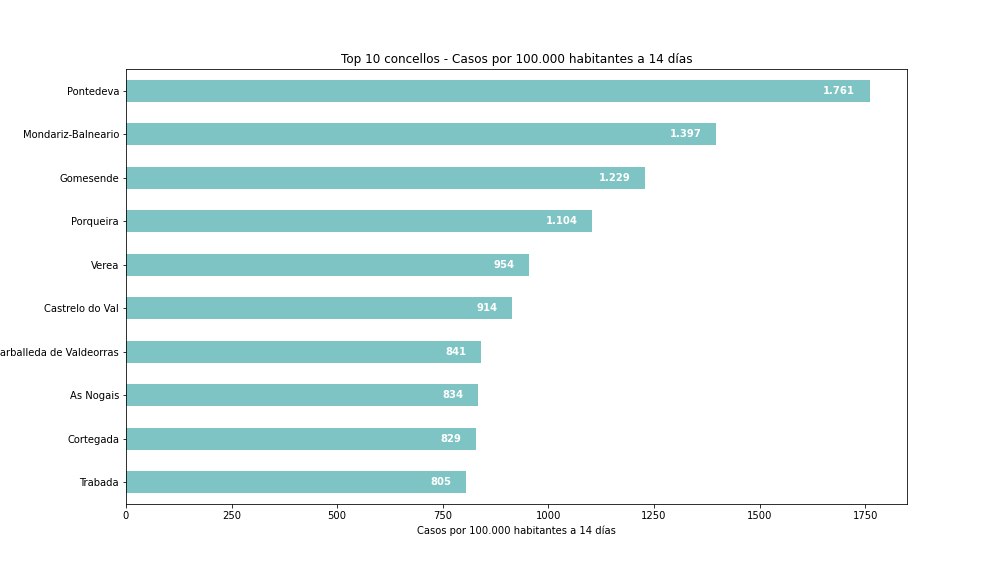 Top 10 concellos - Casos por 100.000 habitantes a 14 días
Pontedeva 1.761
Mondariz-Balneario 1.397
Gomesende 1.229
Porqueira 1.104
Verea 954
Castrelo do Val 914
arballeda de Valdeorras 841
As Nogais 834
Cortegada 829
Trabada 805
0 250 500 750 1000 1250 1500 1750
Casos por 100.000 habitantes a 14 días